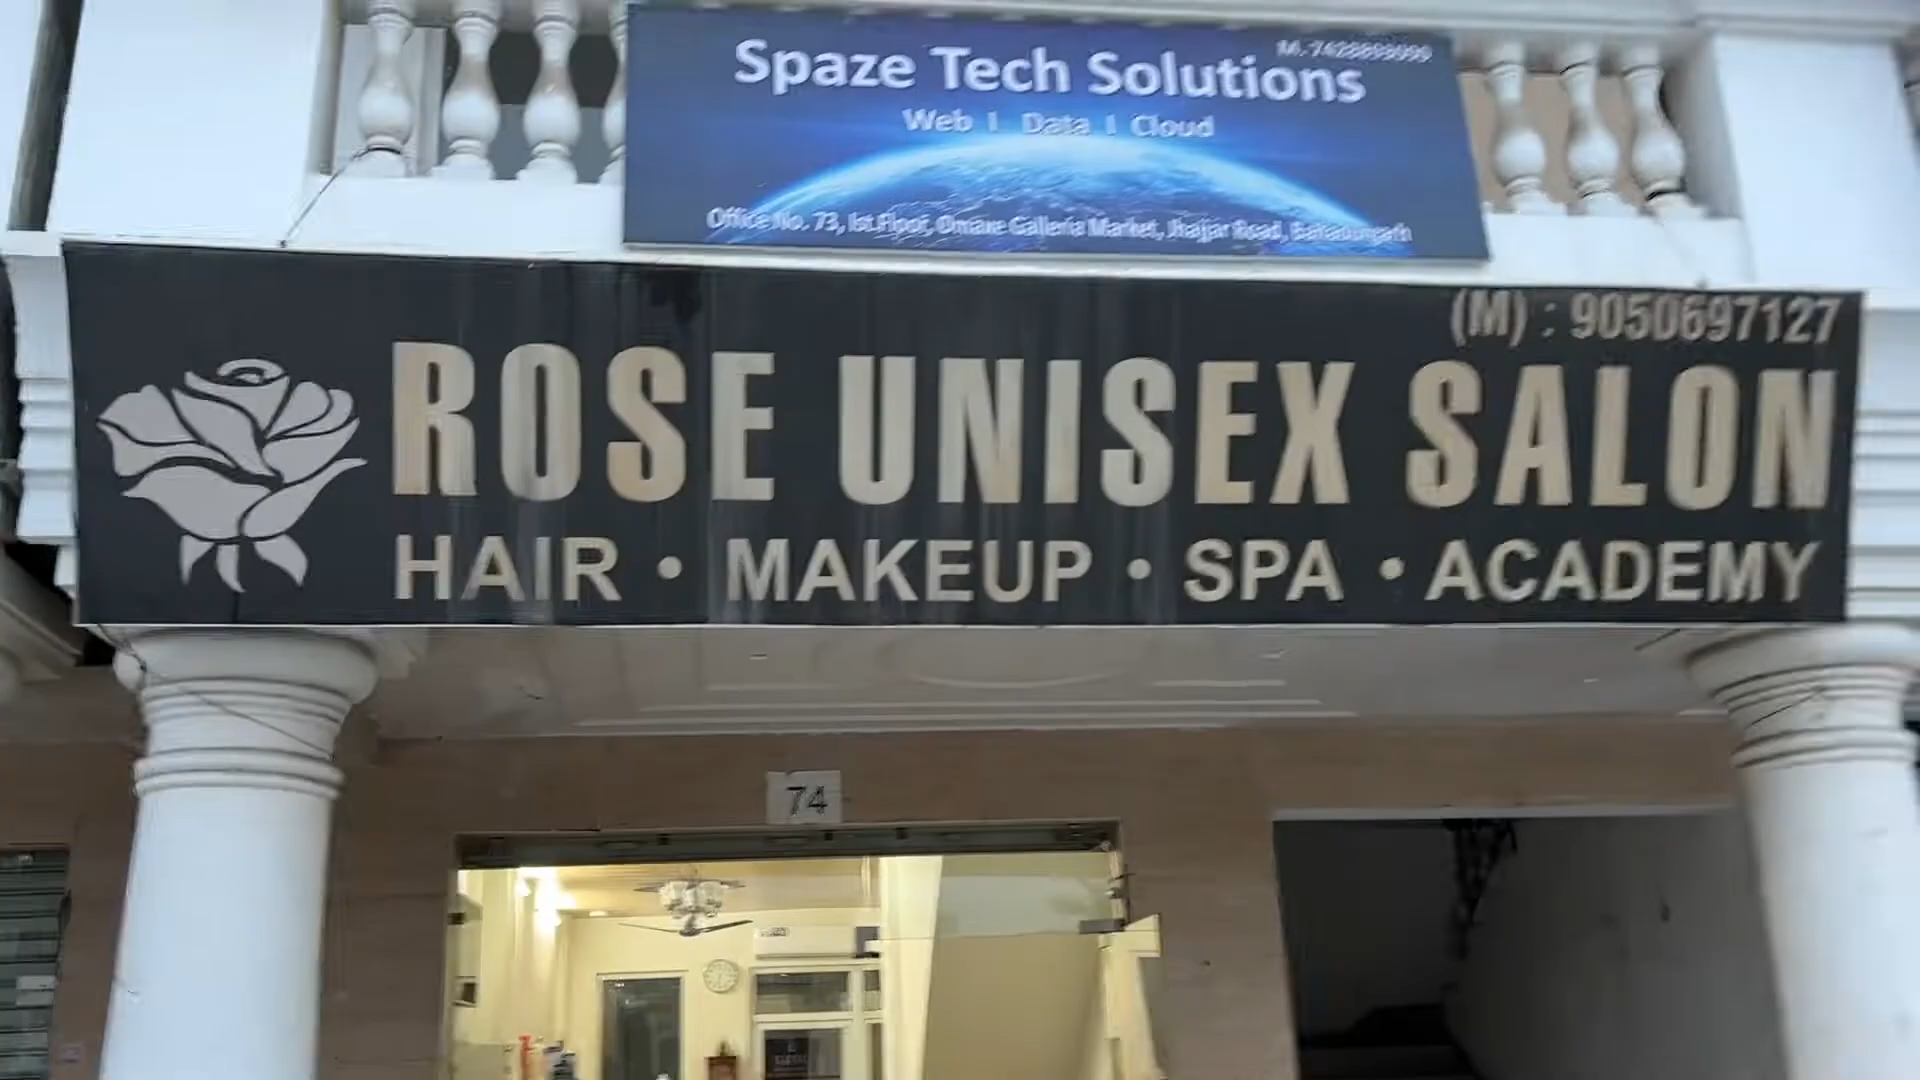 M. 7428898099
Spaze Tech Solutions
Web | Data | Cloud
Office No. 73, Ist Floor, Omaxe Galleria Market, Jhajjar Road, Bahadurgarh
(M) : 9050697127
ROSE UNISEX SALON
HAIR • MAKEUP • SPA • ACADEMY
74